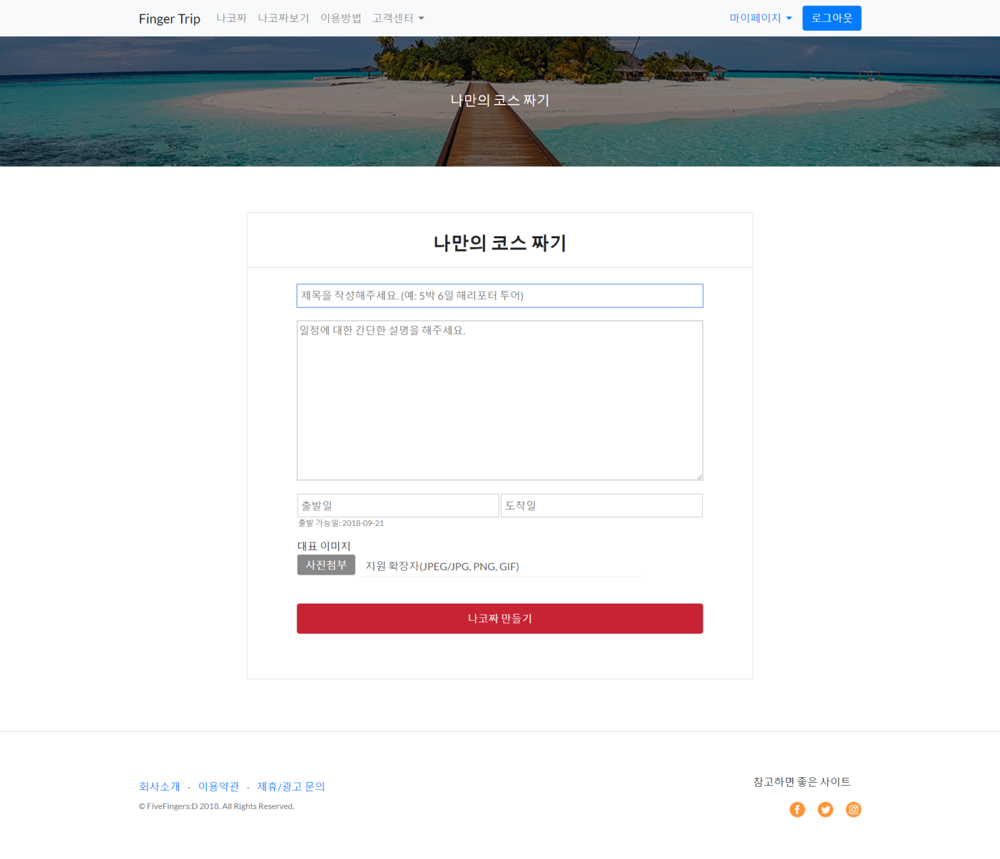 Finger Trip 나코짜 나코짜보기 이용방법 고객센터 마이페이지 로그아웃
나만의 코스 짜기
나만의 코스 짜기
제목을 작성해주세요. (예: 5박 6일 해리포터 투어)
일정에 대한 간단한 설명을 해주세요.
출발일 도착일
출발 가능일: 2018-09-21
대표 이미지
사진첨부 지원 확장자(JPEG/JPG, PNG, GIF)
나코짜 만들기
회사소개 · 이용약관 · 제휴/광고 문의
© FiveFingers:D 2018. All Rights Reserved.
참고하면 좋은 사이트